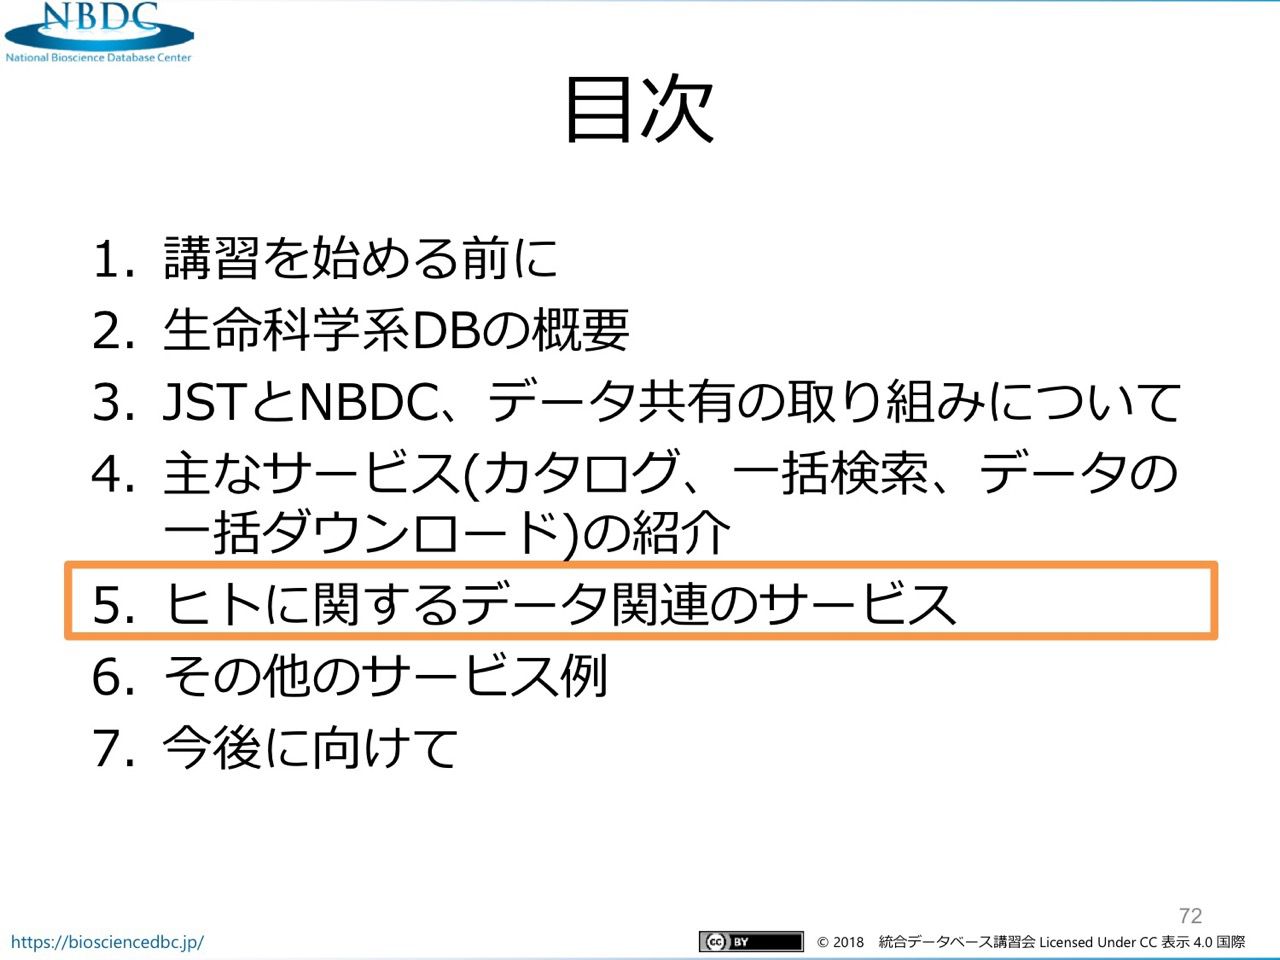 NBDC
National Bioscience Database Center
目次
1. 講習を始める前に
2. 生命科学系DBの概要
3. JSTとNBDC、データ共有の取り組みについて
4. 主なサービス(カタログ、一括検索、データの
一括ダウンロード)の紹介
5. ヒトに関するデータ関連のサービス
6. その他のサービス例
7. 今後に向けて
72
https://biosciencedbc.jp/
cc BY © 2018 統合データベース講習会 Licensed Under CC 表示 4.0 国際